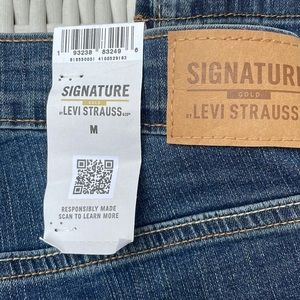 93238 83249 6
SIGNATURE
GOLD
BY LEVI STRAUSS & CO.
M
RESPONSIBLY MADE
SCAN TO LEARN MORE
SIGNATURE
GOLD
BY LEVI STRAUSS